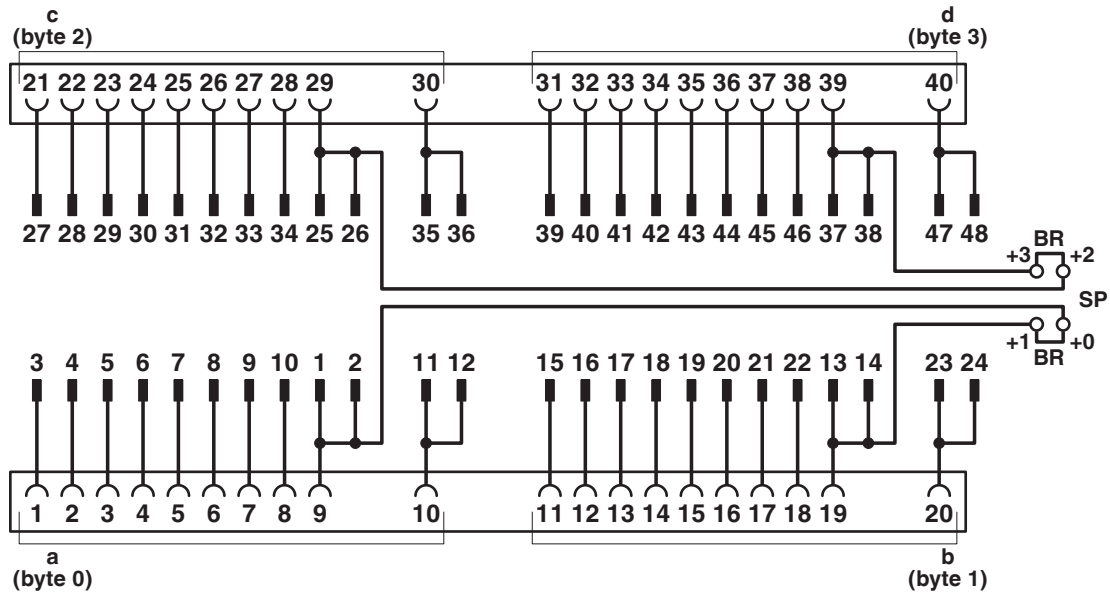 c
(byte 2)
d
(byte 3)
21 22 23 24 25 26 27 28 29 30 31 32 33 34 35 36 37 38 39 40
27 28 29 30 31 32 33 34 25 26 35 36 39 40 41 42 43 44 45 46 37 38 47 48
BR
+3 +2
SP
+1 +0
BR
3 4 5 6 7 8 9 10 1 2 11 12 15 16 17 18 19 20 21 22 13 14 23 24
1 2 3 4 5 6 7 8 9 10 11 12 13 14 15 16 17 18 19 20
a
(byte 0)
b
(byte 1)